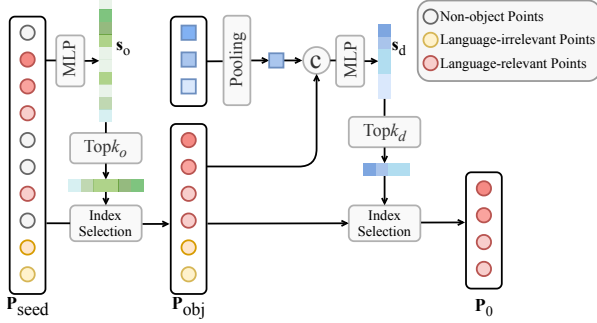 Non-object Points
Language-irrelevant Points
Language-relevant Points
MLP
s_o
Pooling
C
MLP
s_d
Topk_o
Topk_d
Index
Selection
Index
Selection
P_seed
P_obj
P_0